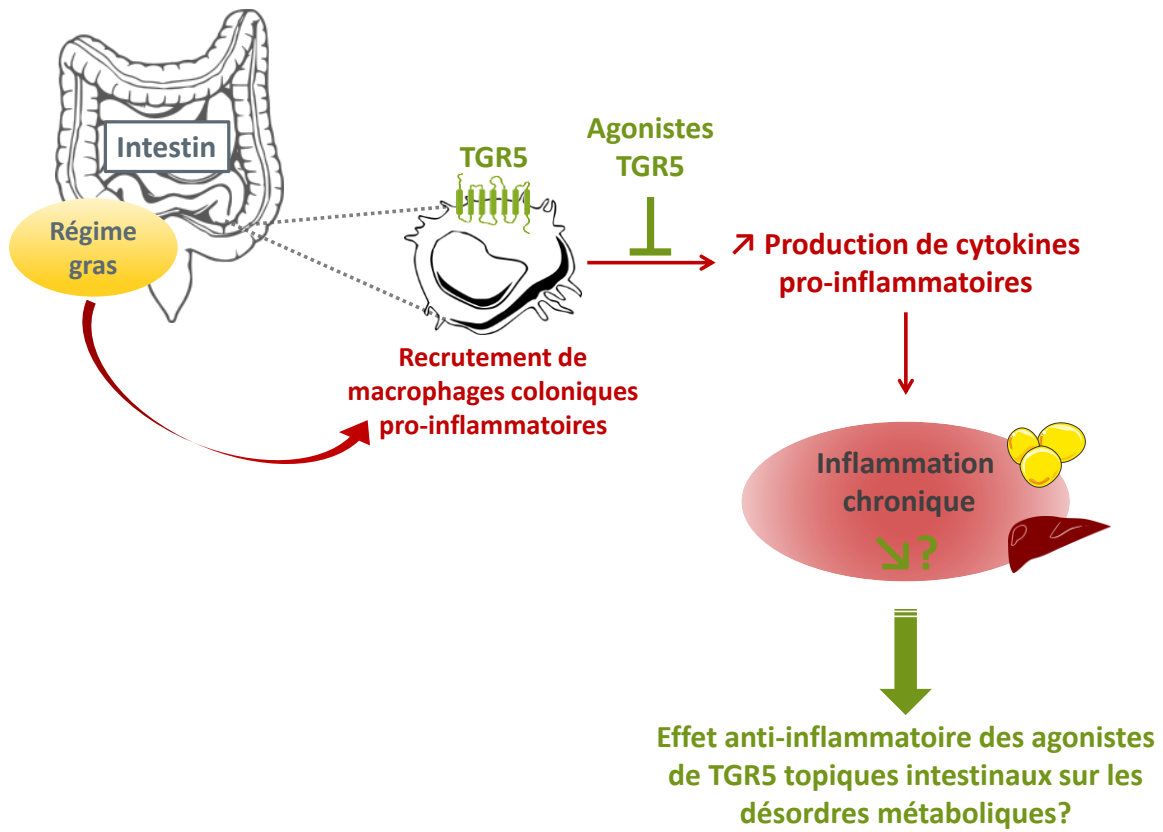 Intestin
Régime
gras
TGR5
Agonistes
TGR5
↗ Production de cytokines
pro-inflammatoires
Recrutement de
macrophages coloniques
pro-inflammatoires
Inflammation
chronique
↘?
Effet anti-inflammatoire des agonistes
de TGR5 topiques intestinaux sur les
désordres métaboliques?